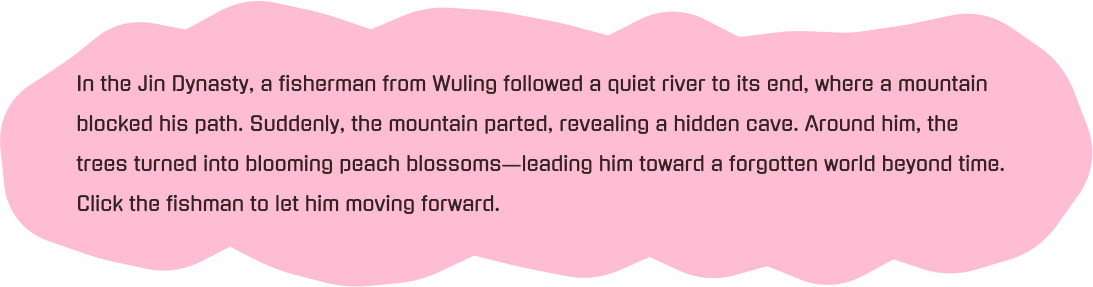 In the Jin Dynasty, a fisherman from Wuling followed a quiet river to its end, where a mountain
blocked his path. Suddenly, the mountain parted, revealing a hidden cave. Around him, the
trees turned into blooming peach blossoms—leading him toward a forgotten world beyond time.
Click the fishman to let him moving forward.